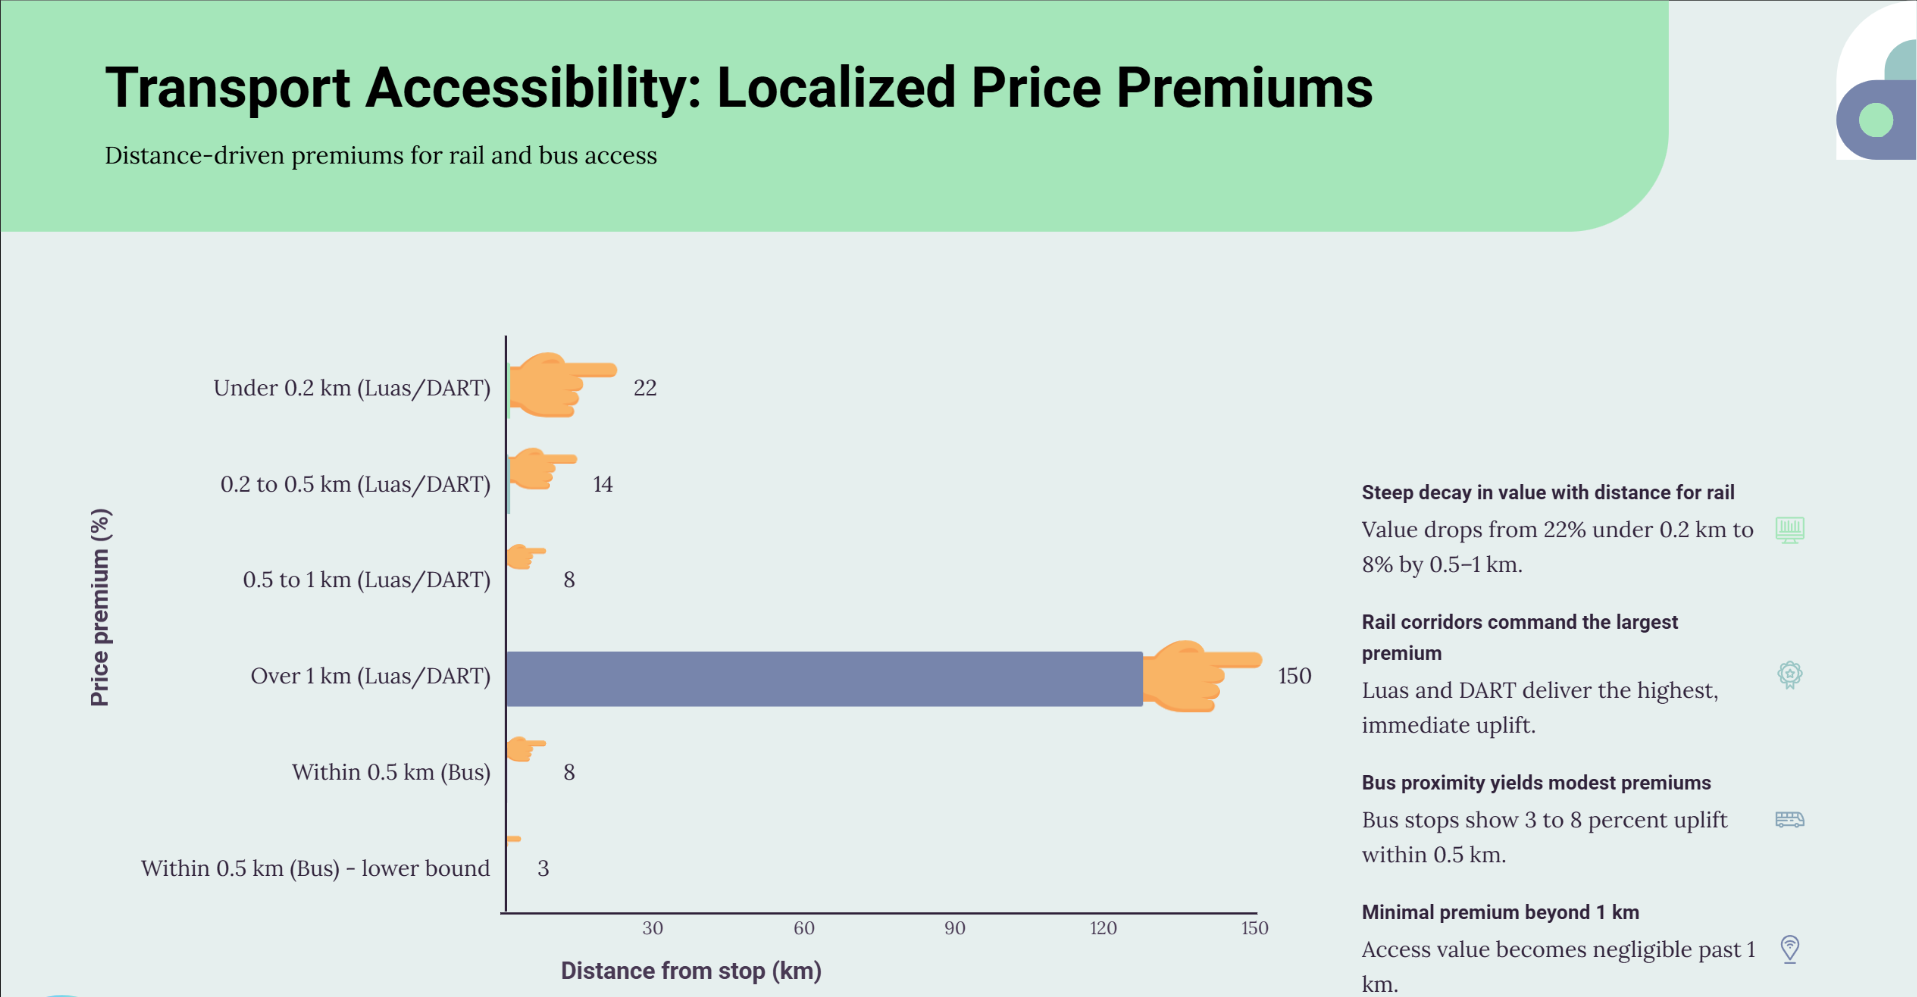 Transport Accessibility: Localized Price Premiums
Distance-driven premiums for rail and bus access
Price premium (%)
Under 0.2 km (Luas/DART)
22
0.2 to 0.5 km (Luas/DART)
14
0.5 to 1 km (Luas/DART)
8
Over 1 km (Luas/DART)
150
Within 0.5 km (Bus)
8
Within 0.5 km (Bus) - lower bound
3
30
60
90
120
150
Distance from stop (km)
Steep decay in value with distance for rail
Value drops from 22% under 0.2 km to
8% by 0.5–1 km.
Rail corridors command the largest
premium
Luas and DART deliver the highest,
immediate uplift.
Bus proximity yields modest premiums
Bus stops show 3 to 8 percent uplift
within 0.5 km.
Minimal premium beyond 1 km
Access value becomes negligible past 1
km.